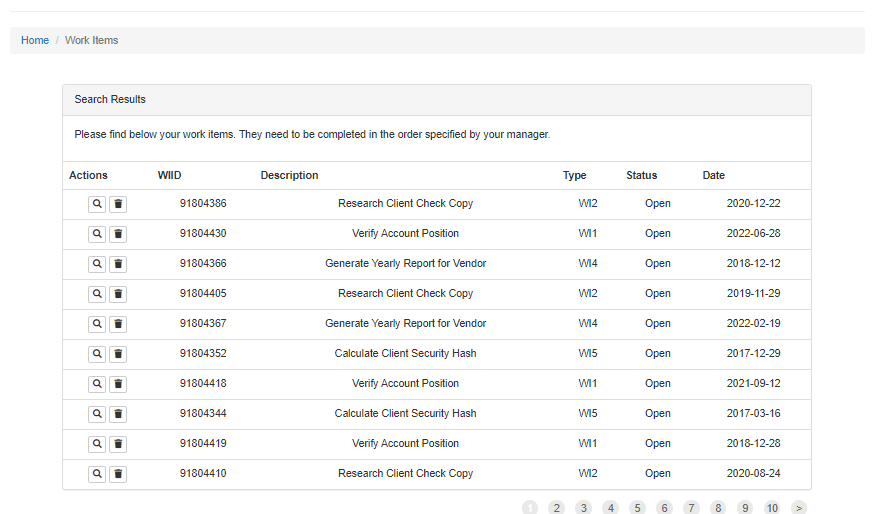 Home / Work Items
Search Results
Please find below your work items. They need to be completed in the order specified by your manager.
Actions WIID Description Type Status Date
91804386 Research Client Check Copy WI2 Open 2020-12-22
91804430 Verify Account Position WI1 Open 2022-06-28
91804366 Generate Yearly Report for Vendor WI4 Open 2018-12-12
91804405 Research Client Check Copy WI2 Open 2019-11-29
91804367 Generate Yearly Report for Vendor WI4 Open 2022-02-19
91804352 Calculate Client Security Hash WI5 Open 2017-12-29
91804418 Verify Account Position WI1 Open 2021-09-12
91804344 Calculate Client Security Hash WI5 Open 2017-03-16
91804419 Verify Account Position WI1 Open 2018-12-28
91804410 Research Client Check Copy WI2 Open 2020-08-24
1 2 3 4 5 6 7 8 9 10 >